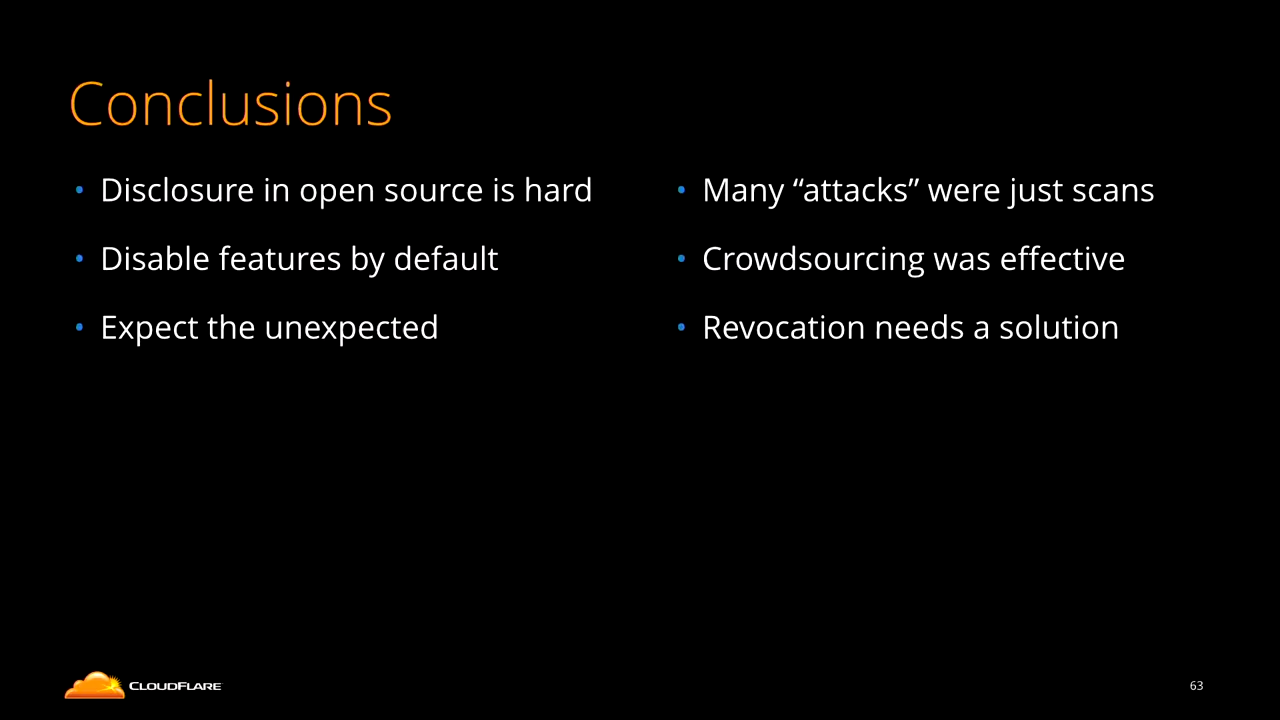 Conclusions
• Disclosure in open source is hard
• Disable features by default
• Expect the unexpected
• Many “attacks” were just scans
• Crowdsourcing was effective
• Revocation needs a solution
CLOUDFLARE
63